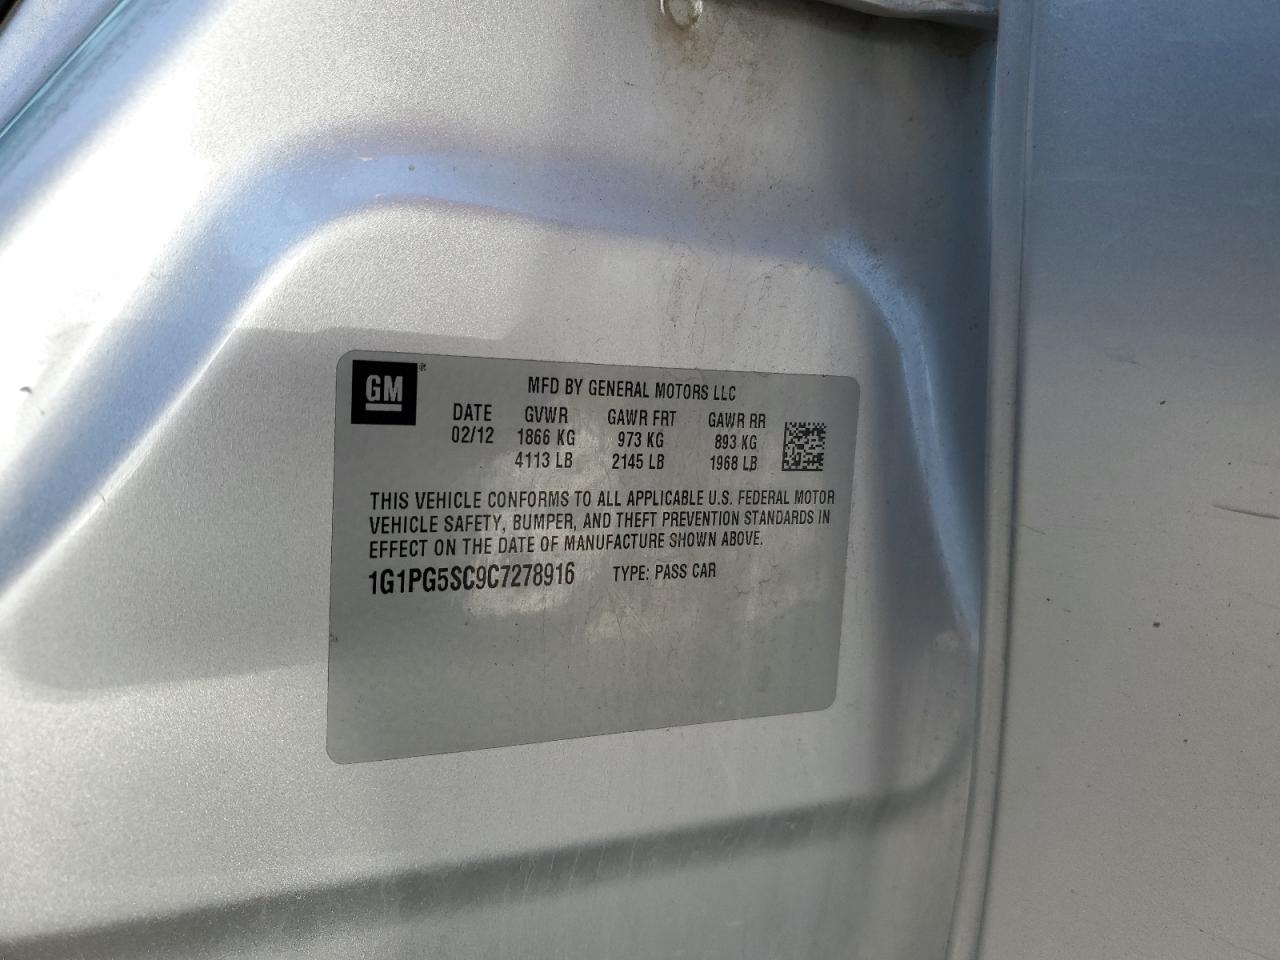 GM®
MFD BY GENERAL MOTORS LLC
DATE GVWR GAWR FRT GAWR RR
02/12 1866 KG 973 KG 893 KG
4113 LB 2145 LB 1968 LB
THIS VEHICLE CONFORMS TO ALL APPLICABLE U.S. FEDERAL MOTOR
VEHICLE SAFETY, BUMPER, AND THEFT PREVENTION STANDARDS IN
EFFECT ON THE DATE OF MANUFACTURE SHOWN ABOVE.
1G1PG5SC9C7278916 TYPE: PASS CAR